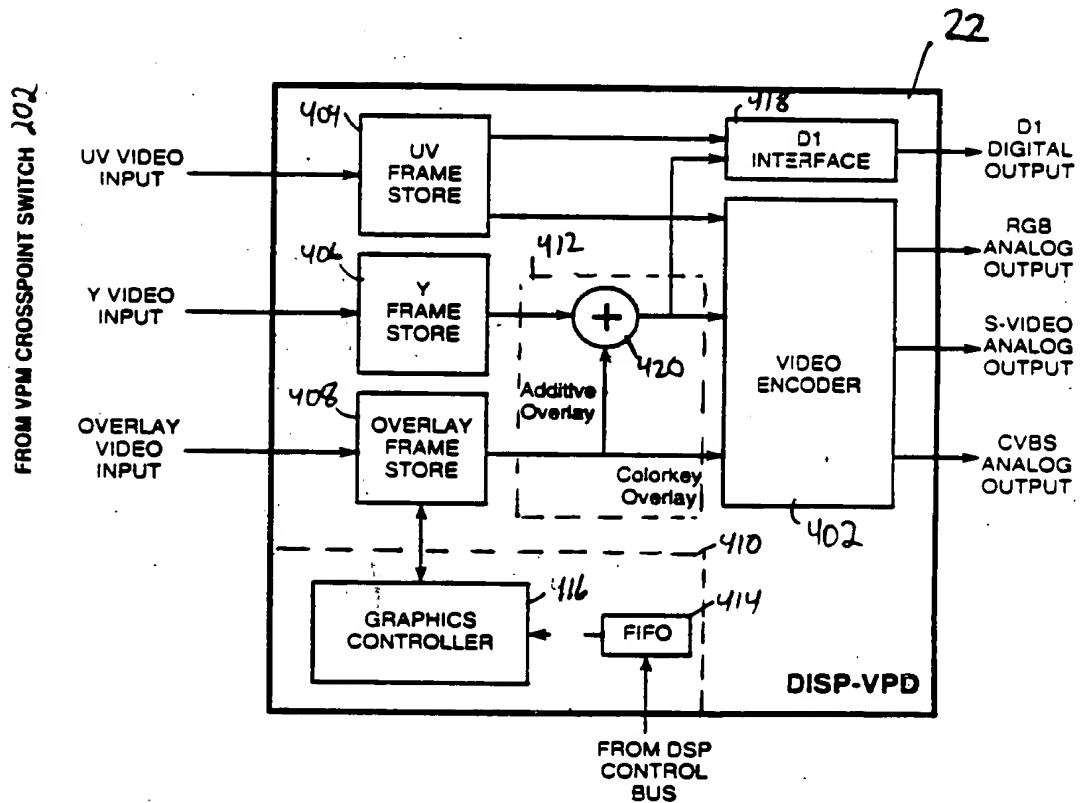 22
FROM VPM CROSSPOINT SWITCH 202
UV VIDEO
INPUT
404
UV
FRAME
STORE
418
D1
INTERFACE
D1
DIGITAL
OUTPUT
RGB
ANALOG
OUTPUT
Y VIDEO
INPUT
406
Y
FRAME
STORE
412
+
420
Additive
Overlay
VIDEO
ENCODER
402
S-VIDEO
ANALOG
OUTPUT
OVERLAY
VIDEO
INPUT
408
OVERLAY
FRAME
STORE
Colorkey
Overlay
CVBS
ANALOG
OUTPUT
410
416
GRAPHICS
CONTROLLER
414
FIFO
DISP-VPD
FROM DSP
CONTROL
BUS